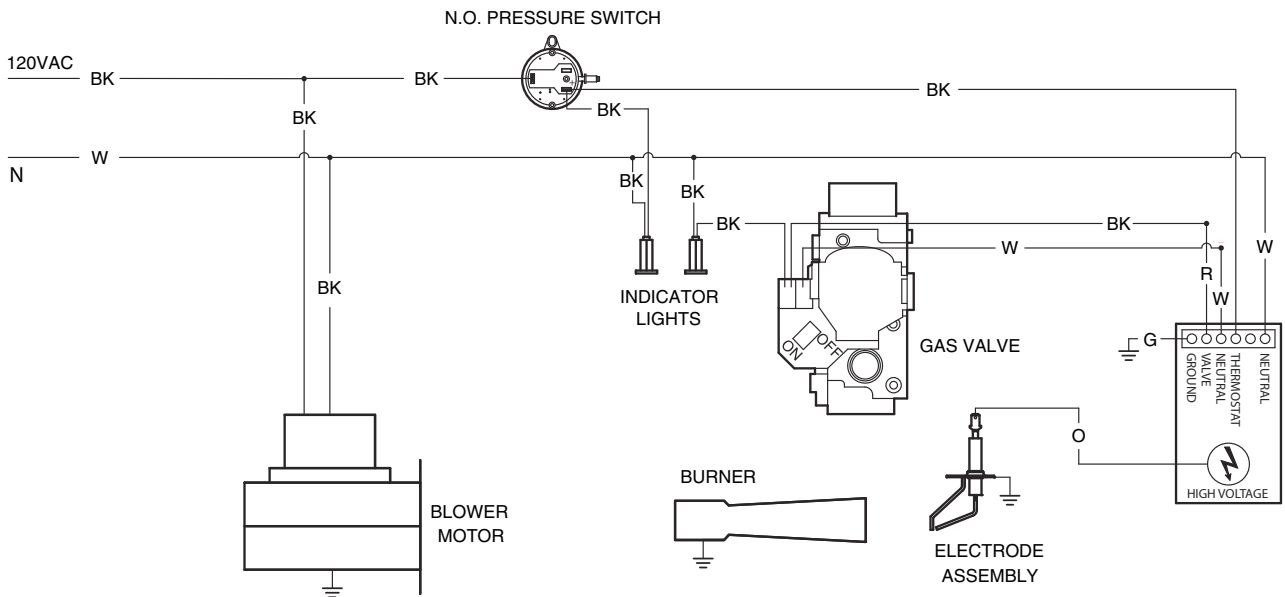 N.O. PRESSURE SWITCH
120VAC
BK
BK
BK
BK
BK
W
N
BK
BK
BK
BK
W
W
BK
R
W
INDICATOR
LIGHTS
ON
OFF
GAS VALVE
G
GROUND
VALVE
NEUTRAL
THERMOSTAT
NEUTRAL
O
HIGH VOLTAGE
BURNER
BLOWER
MOTOR
ELECTRODE
ASSEMBLY